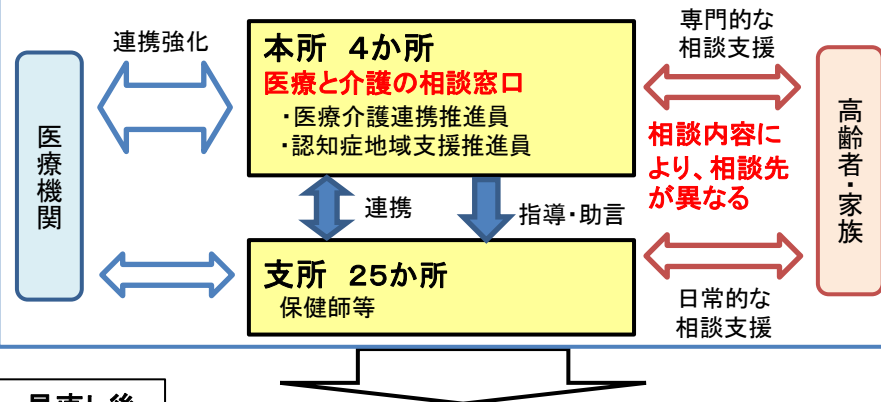 連携強化
医療機関
本所 4か所
医療と介護の相談窓口
・医療介護連携推進員
・認知症地域支援推進員
専門的な
相談支援
相談内容に
より、相談先
が異なる
高齢者・家族
連携
指導・助言
支所 25か所
保健師等
日常的な
相談支援
見直し後